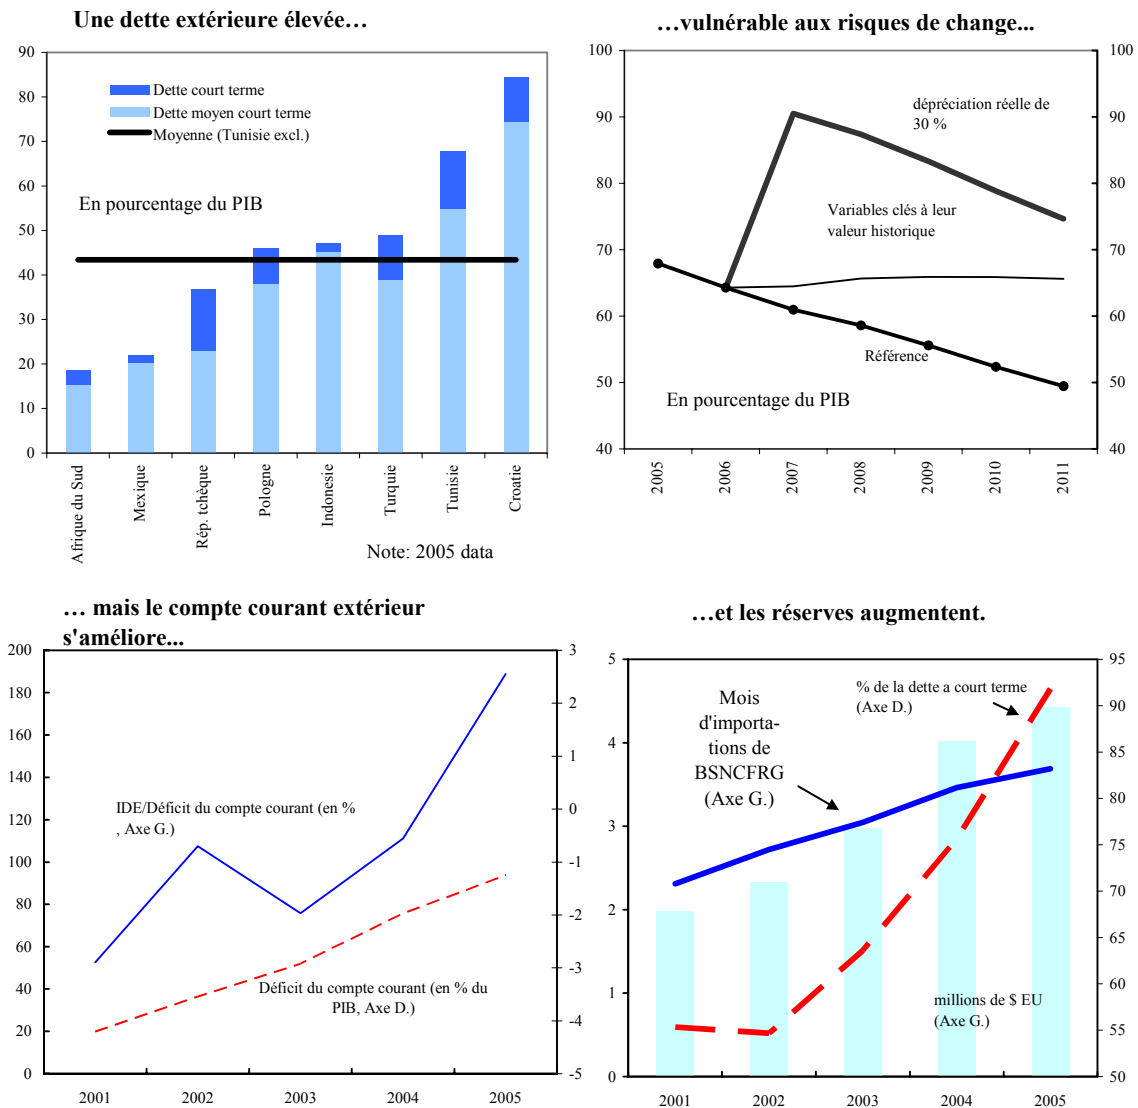 Une dette extérieure élevée…
90
80
70
60
50
40
30
20
10
0
Dette court terme
Dette moyen court terme
Moyenne (Tunisie excl.)
En pourcentage du PIB
Afrique du Sud
Mexique
Rép. tchèque
Pologne
Indonesie
Turquie
Tunisie
Croatie
Note: 2005 data
…vulnérable aux risques de change...
100
90
80
70
60
50
40
100
90
80
70
60
50
40
dépréciation réelle de
30 %
Variables clés à leur
valeur historique
Référence
En pourcentage du PIB
2005
2006
2007
2008
2009
2010
2011
… mais le compte courant extérieur
s'améliore...
200
180
160
140
120
100
80
60
40
20
0
3
2
1
0
-1
-2
-3
-4
-5
IDE/Déficit du compte courant (en %
, Axe G.)
Déficit du compte courant (en % du
PIB, Axe D.)
2001
2002
2003
2004
2005
…et les réserves augmentent.
5
4
3
2
1
0
95
90
85
80
75
70
65
60
55
50
Mois
d'importa-
tions de
BSNCFRG
(Axe G.)
% de la dette a court terme
(Axe D.)
millions de $ EU
(Axe G.)
2001
2002
2003
2004
2005